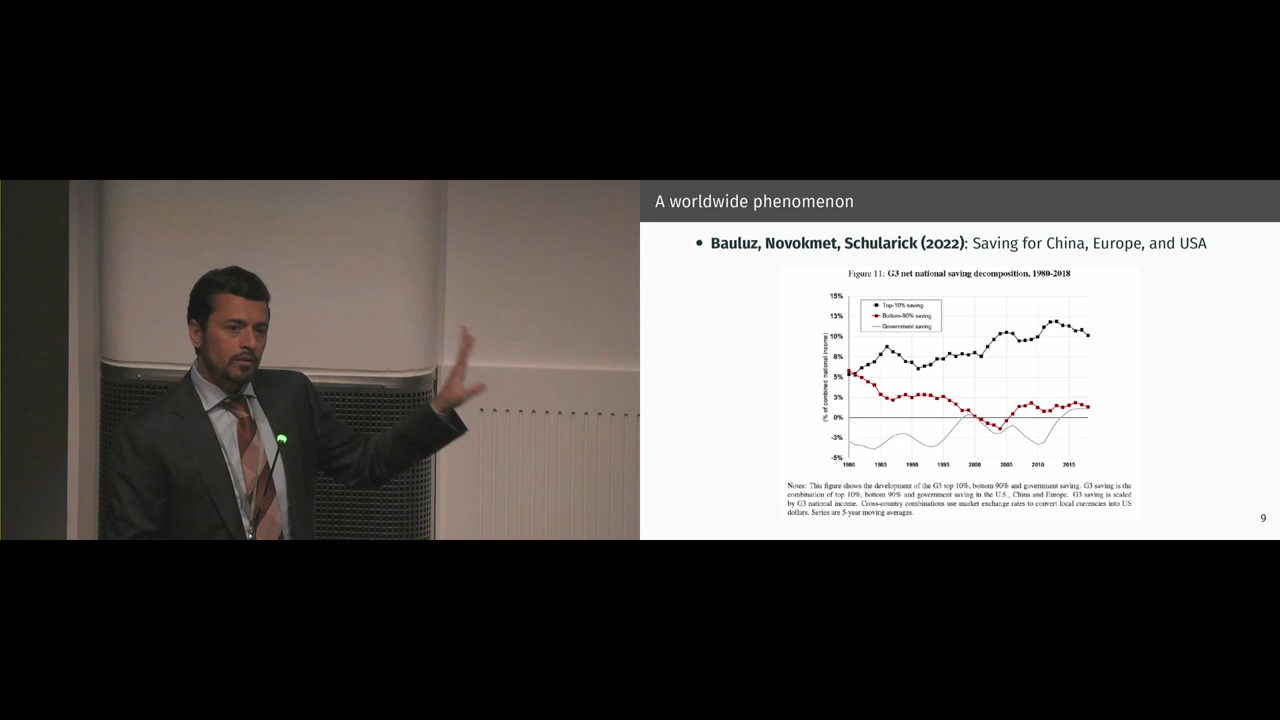 A worldwide phenomenon
• Bauluz, Novokmet, Schularick (2022): Saving for China, Europe, and USA
Figure 11: G3 net national saving decomposition, 1980-2018
15%
13%
10%
8%
5%
3%
0%
-3%
-5%
(% of combined national income)
Top-10% saving
Bottom-90% saving
Government saving
1980 1985 1990 1995 2000 2005 2010 2015
Notes: This figure shows the development of the G3 top 10%, bottom 90% and government saving. G3 saving is the
combination of top 10%, bottom 90% and government saving in the U.S., China and Europe. G3 saving is scaled
by G3 national income. Cross-country combinations use market exchange rates to convert local currencies into US
dollars. Series are 5-year moving averages.
9